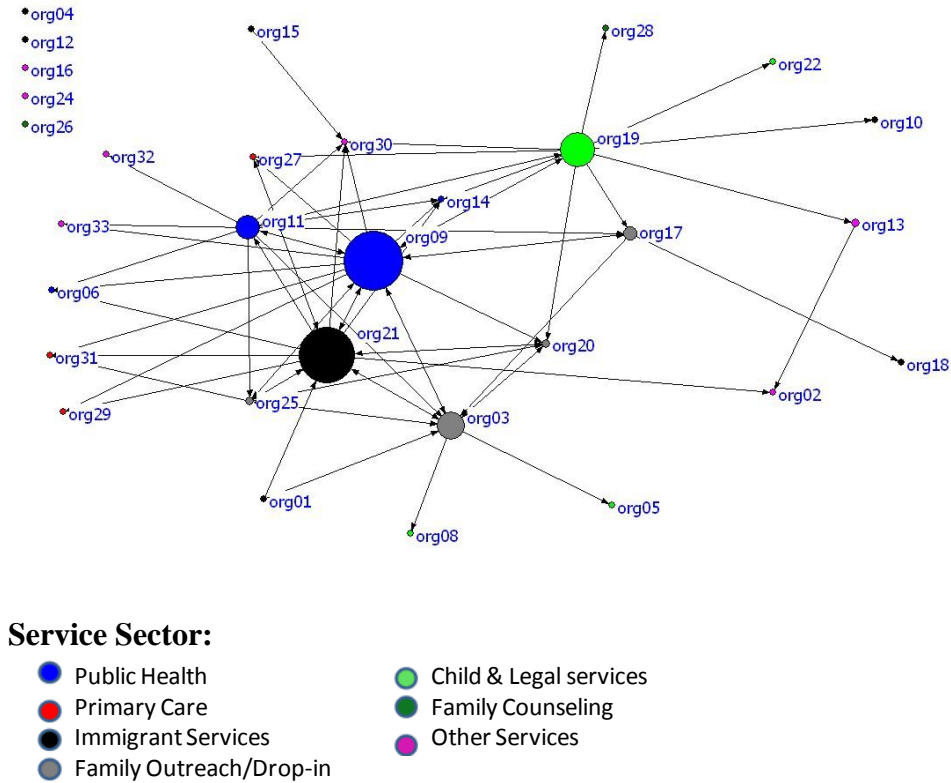 org04
org12
org16
org24
org26
org15
org28
org22
org10
org19
org30
org27
org32
org14
org33
org11
org09
org17
org13
org06
org21
org20
org31
org18
org25
org29
org03
org02
org01
org05
org08
Service Sector:
Public Health
Primary Care
Immigrant Services
Family Outreach/Drop-in
Child & Legal services
Family Counseling
Other Services